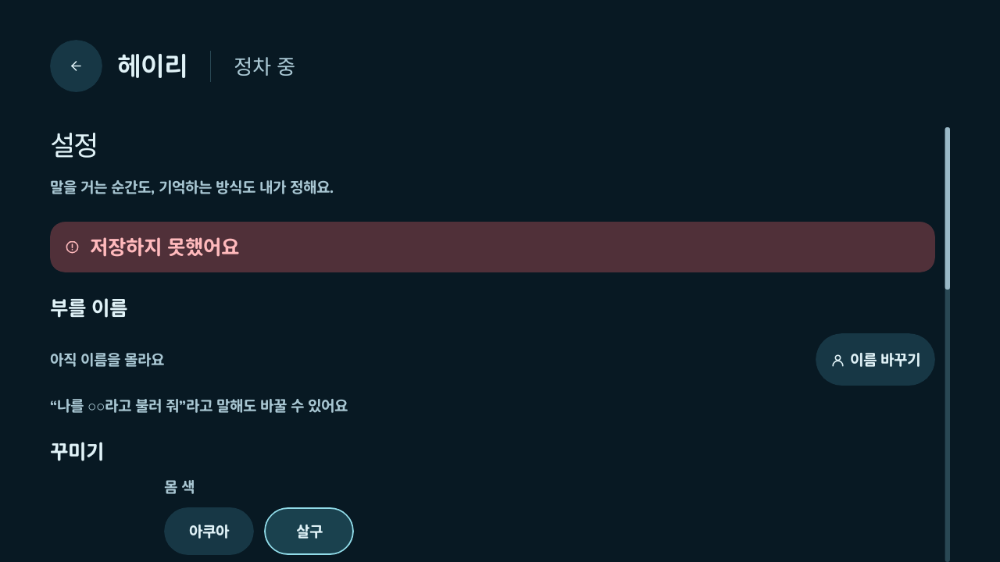 헤이리
정차 중
설정
말을 거는 순간도, 기억하는 방식도 내가 정해요.
저장하지 못했어요
부를 이름
아직 이름을 몰라요
이름 바꾸기
“나를 ○○라고 불러 줘”라고 말해도 바꿀 수 있어요
꾸미기
몸 색
아쿠아
살구